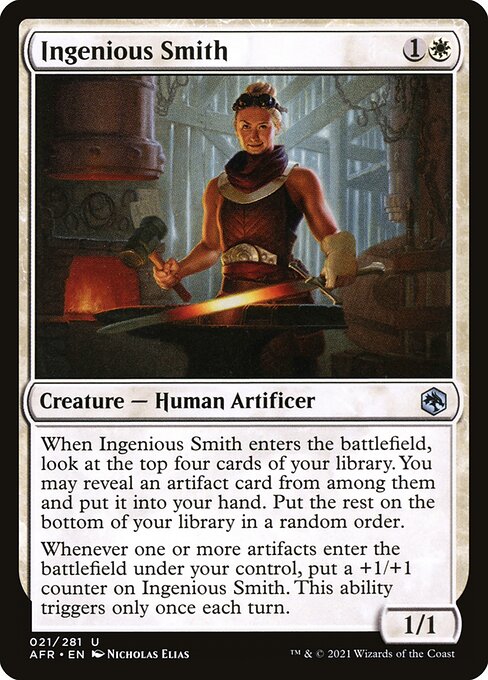 Ingenious Smith 1
Creature — Human Artificer
When Ingenious Smith enters the battlefield,
look at the top four cards of your library. You
may reveal an artifact card from among them
and put it into your hand. Put the rest on the
bottom of your library in a random order.
Whenever one or more artifacts enter the
battlefield under your control, put a +1/+1
counter on Ingenious Smith. This ability
triggers only once each turn.
1/1
021/281 U
AFR • EN Nicholas Elias ™ & © 2021 Wizards of the Coast